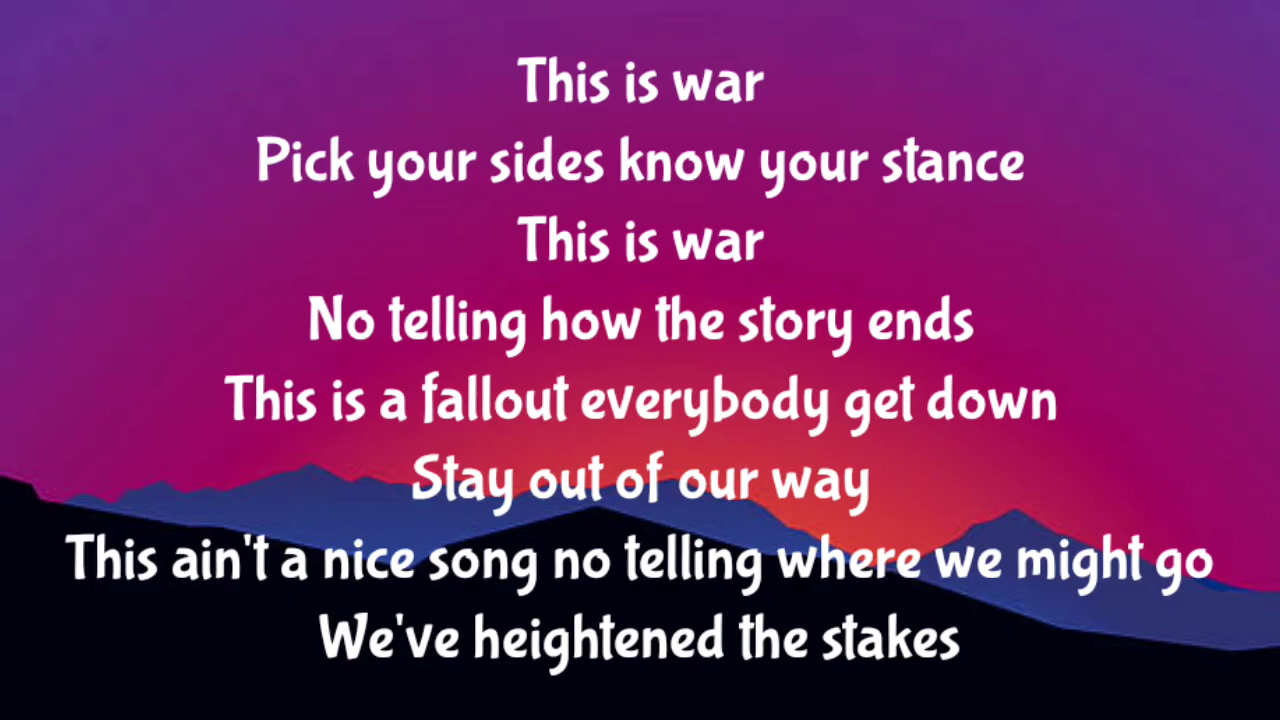 This is war
Pick your sides know your stance
This is war
No telling how the story ends
This is a fallout everybody get down
Stay out of our way
This ain't a nice song no telling where we might go
We've heightened the stakes